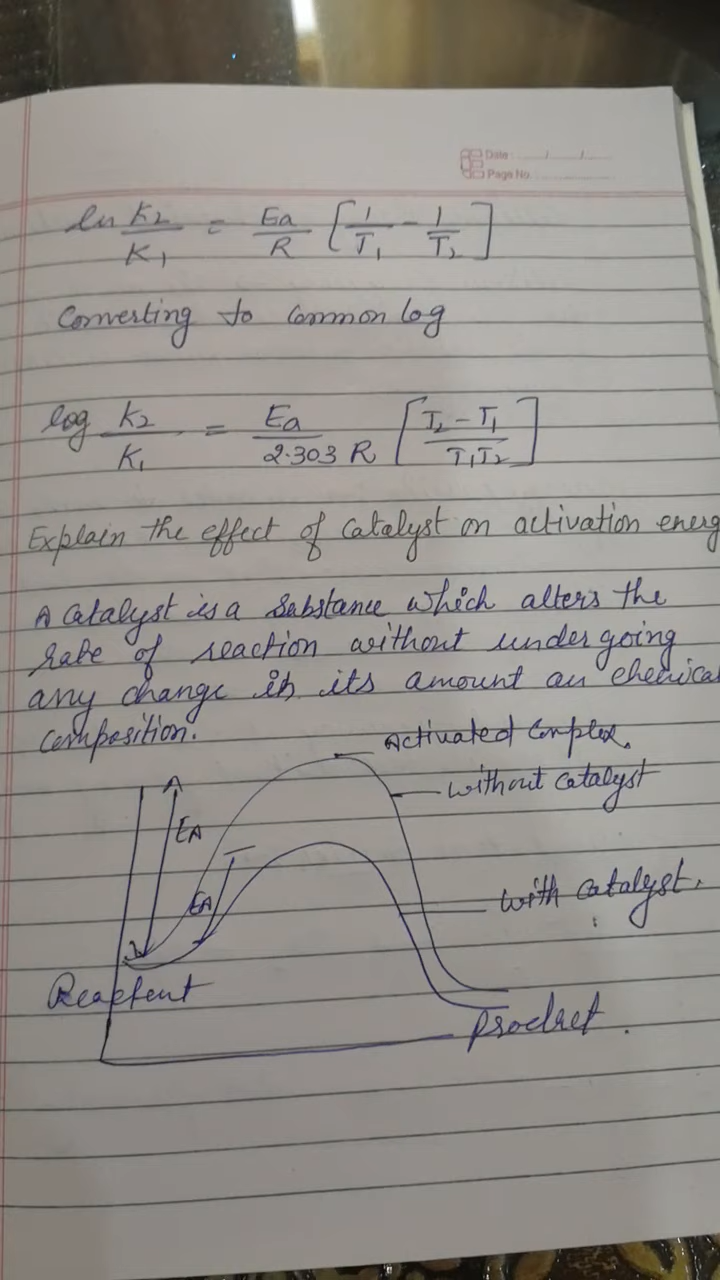 Date / /
Page No.
ln K2/K1 = Ea/R [1/T1 - 1/T2]
Converting to common log
log K2/K1 = Ea/2.303 R [T2 - T1/T1T2]
Explain the effect of catalyst on activation energ
A catalyst is a substance which alters the
rate of reaction without undergoing
any change in its amount an chemical
composition.
Activated Complex.
without catalyst
EA
EA
with catalyst.
Reactent
Product.